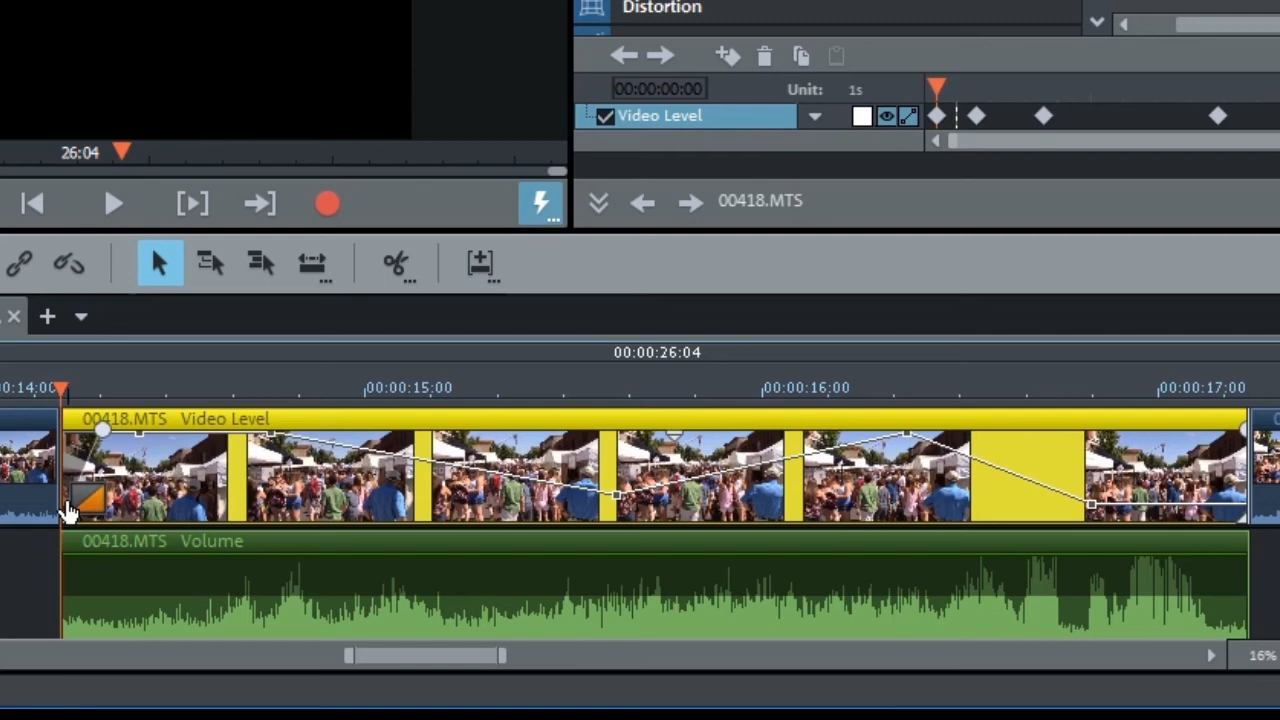 Distortion
00:00:00:00 Unit: 1s
Video Level
26:04
00418.MTS
00:00:26:04
0:14;00 00:00:15;00 00:00:16;00 00:00:17;00
00418.MTS Video Level
00418.MTS Volume
16%